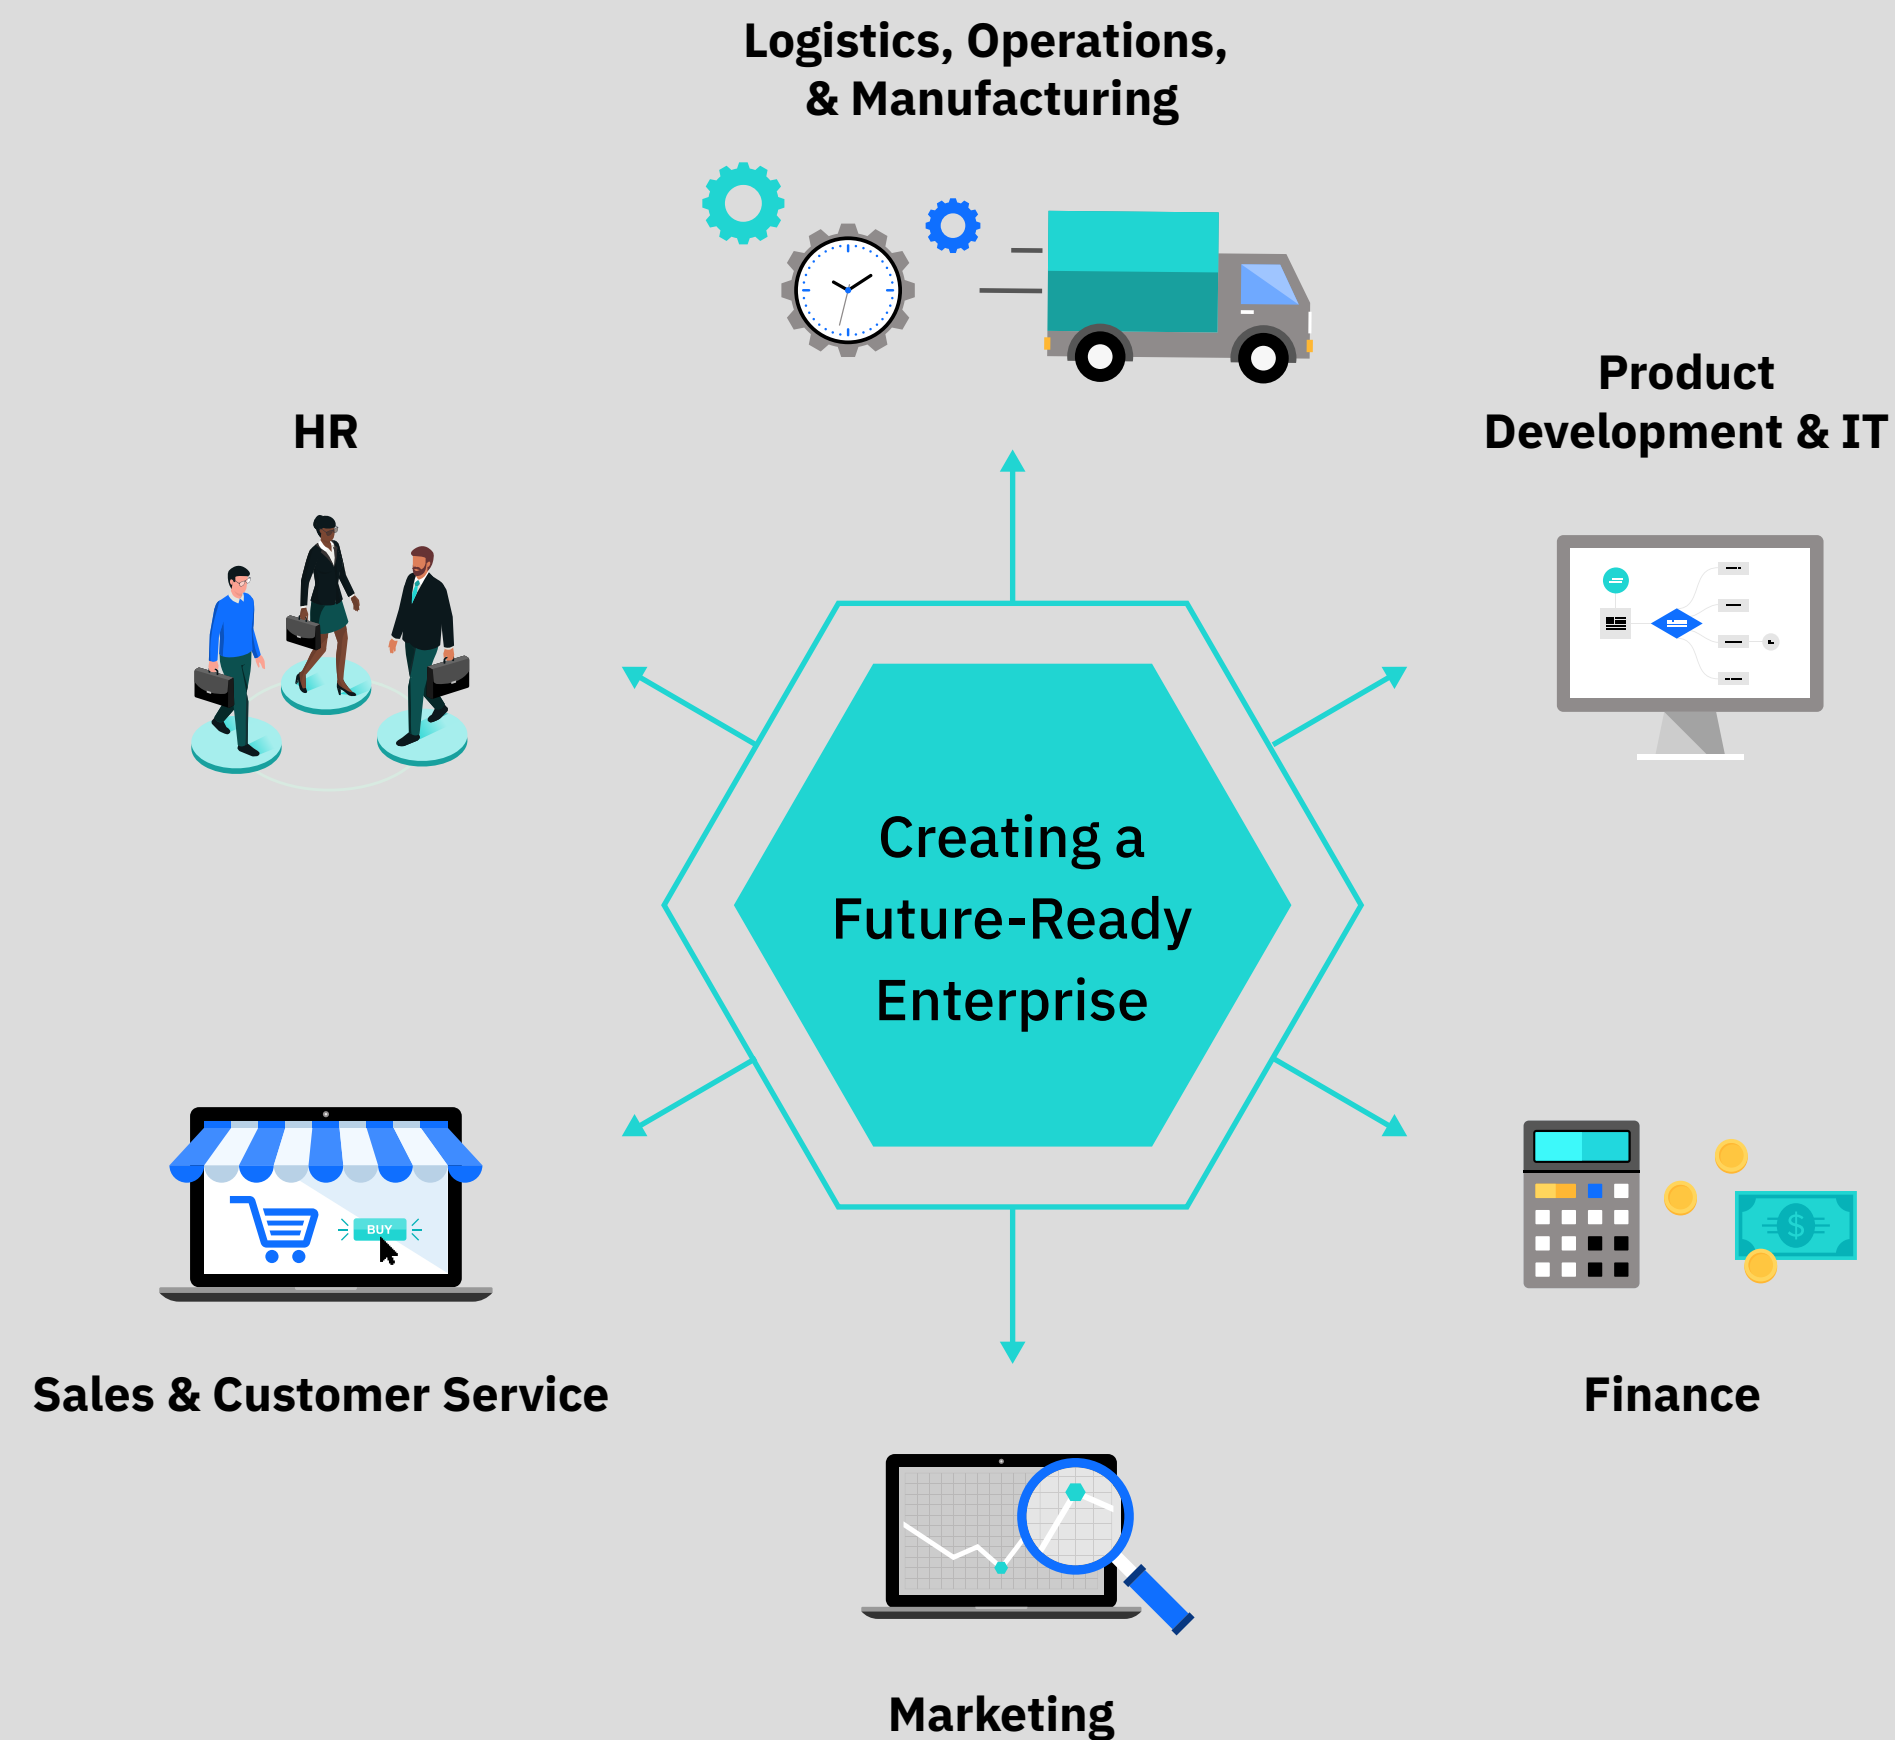 Logistics, Operations,
& Manufacturing
Product
Development & IT
HR
Creating a
Future-Ready
Enterprise
BUY
$
Sales & Customer Service
Finance
Marketing